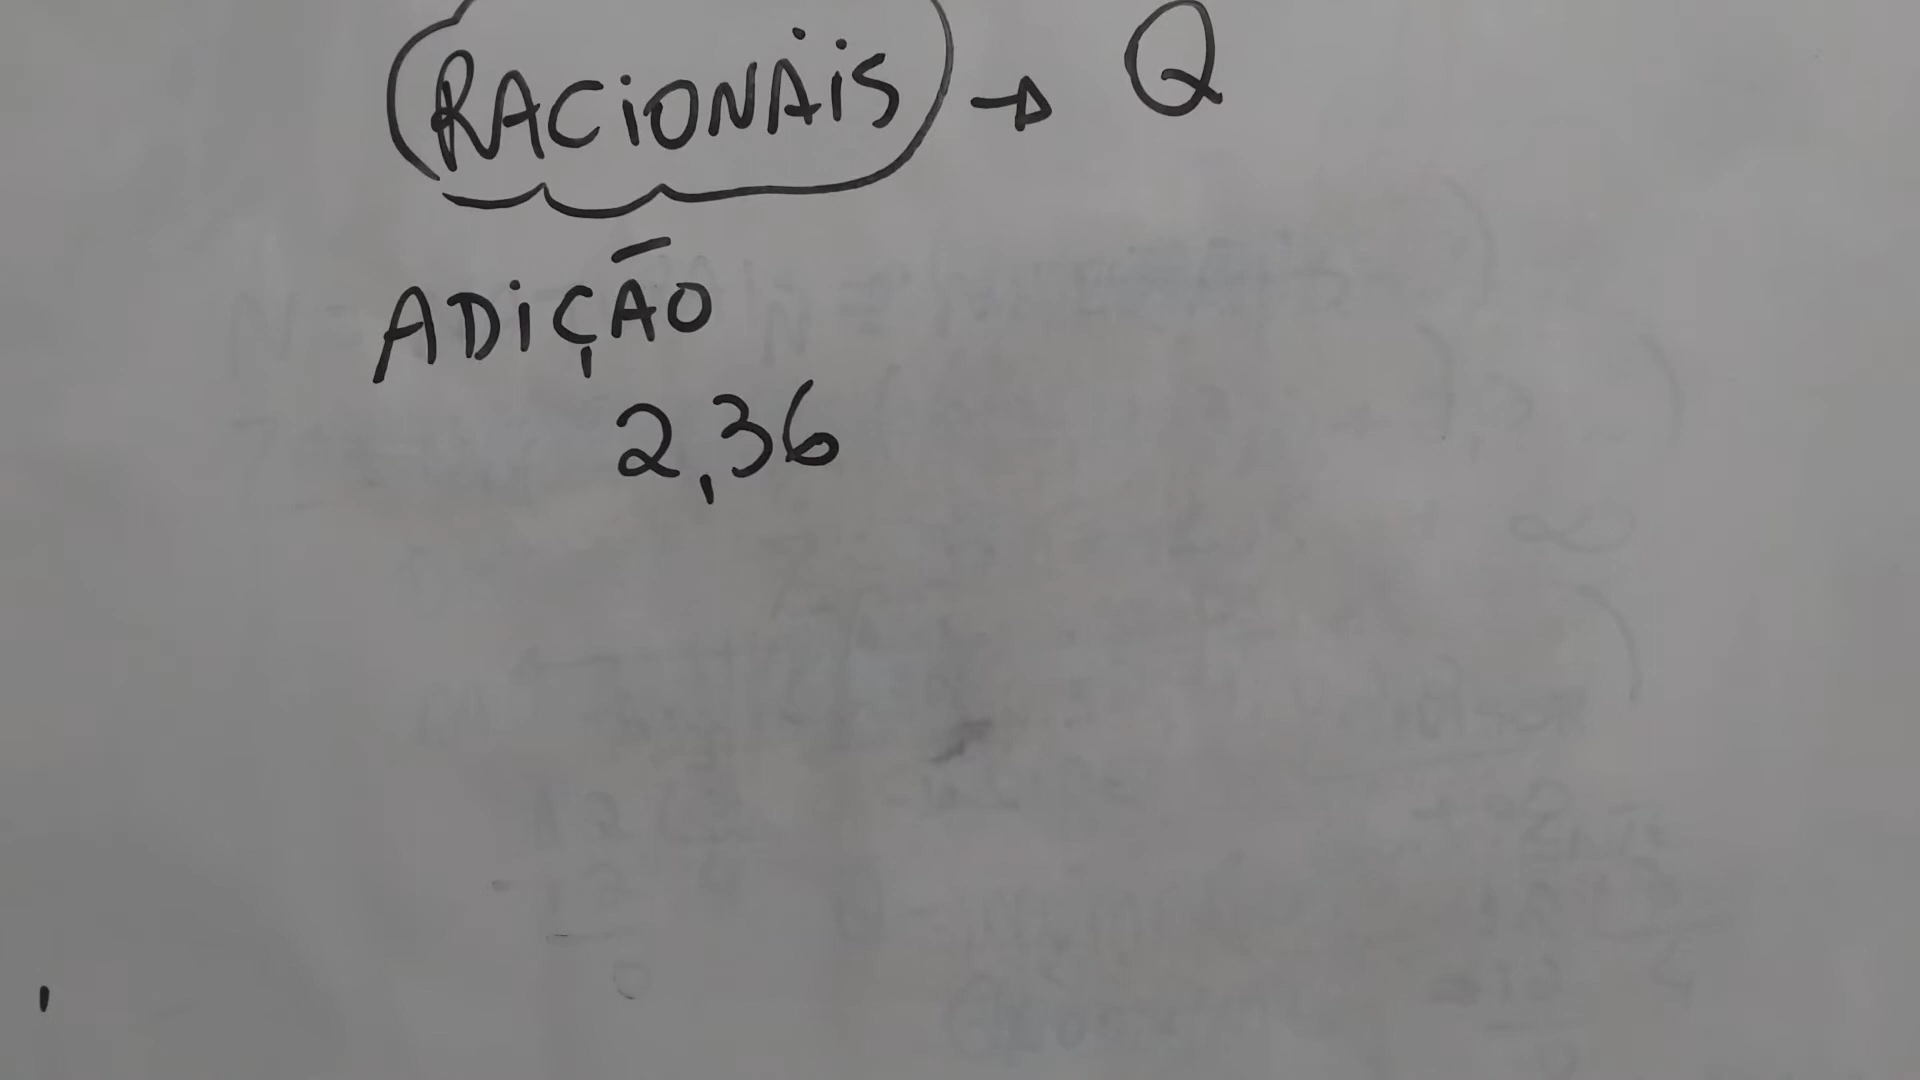 RACIONAIS → Q
ADIÇÃO
2,36